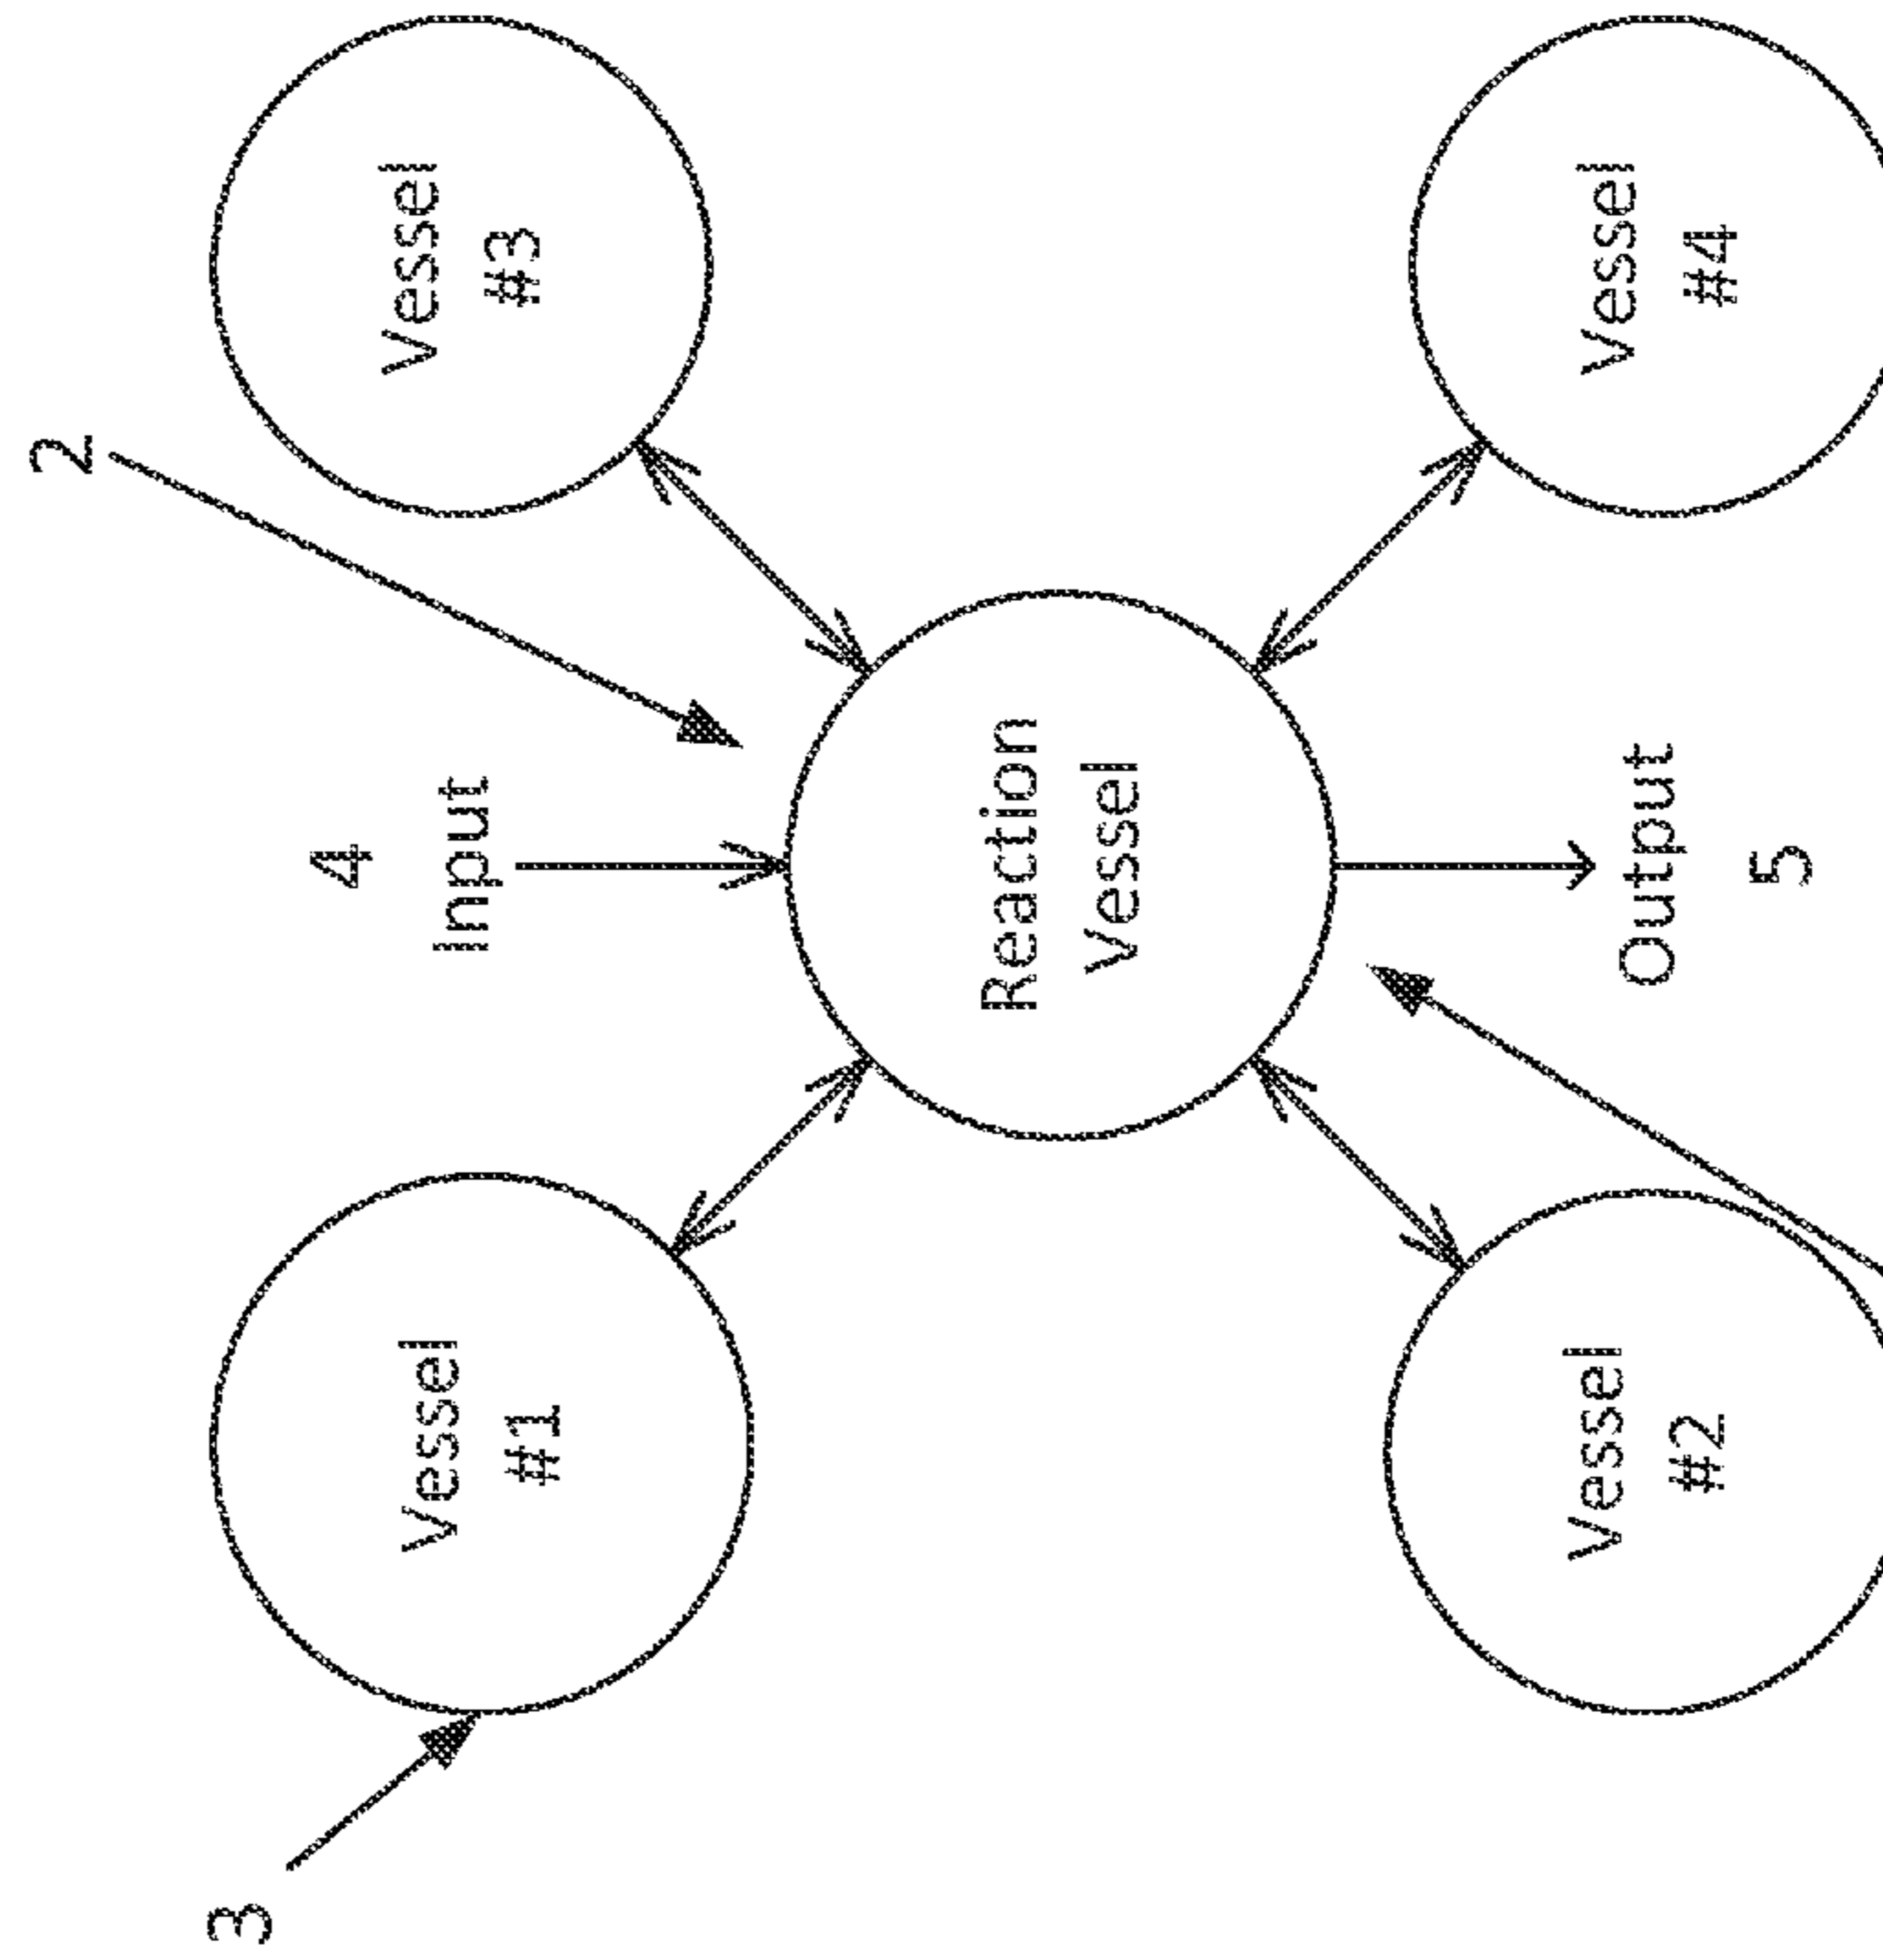 3
Vessel
#1
Vessel
#2
4
Input
Reaction
Vessel
Output
5
2
Vessel
#3
Vessel
#4